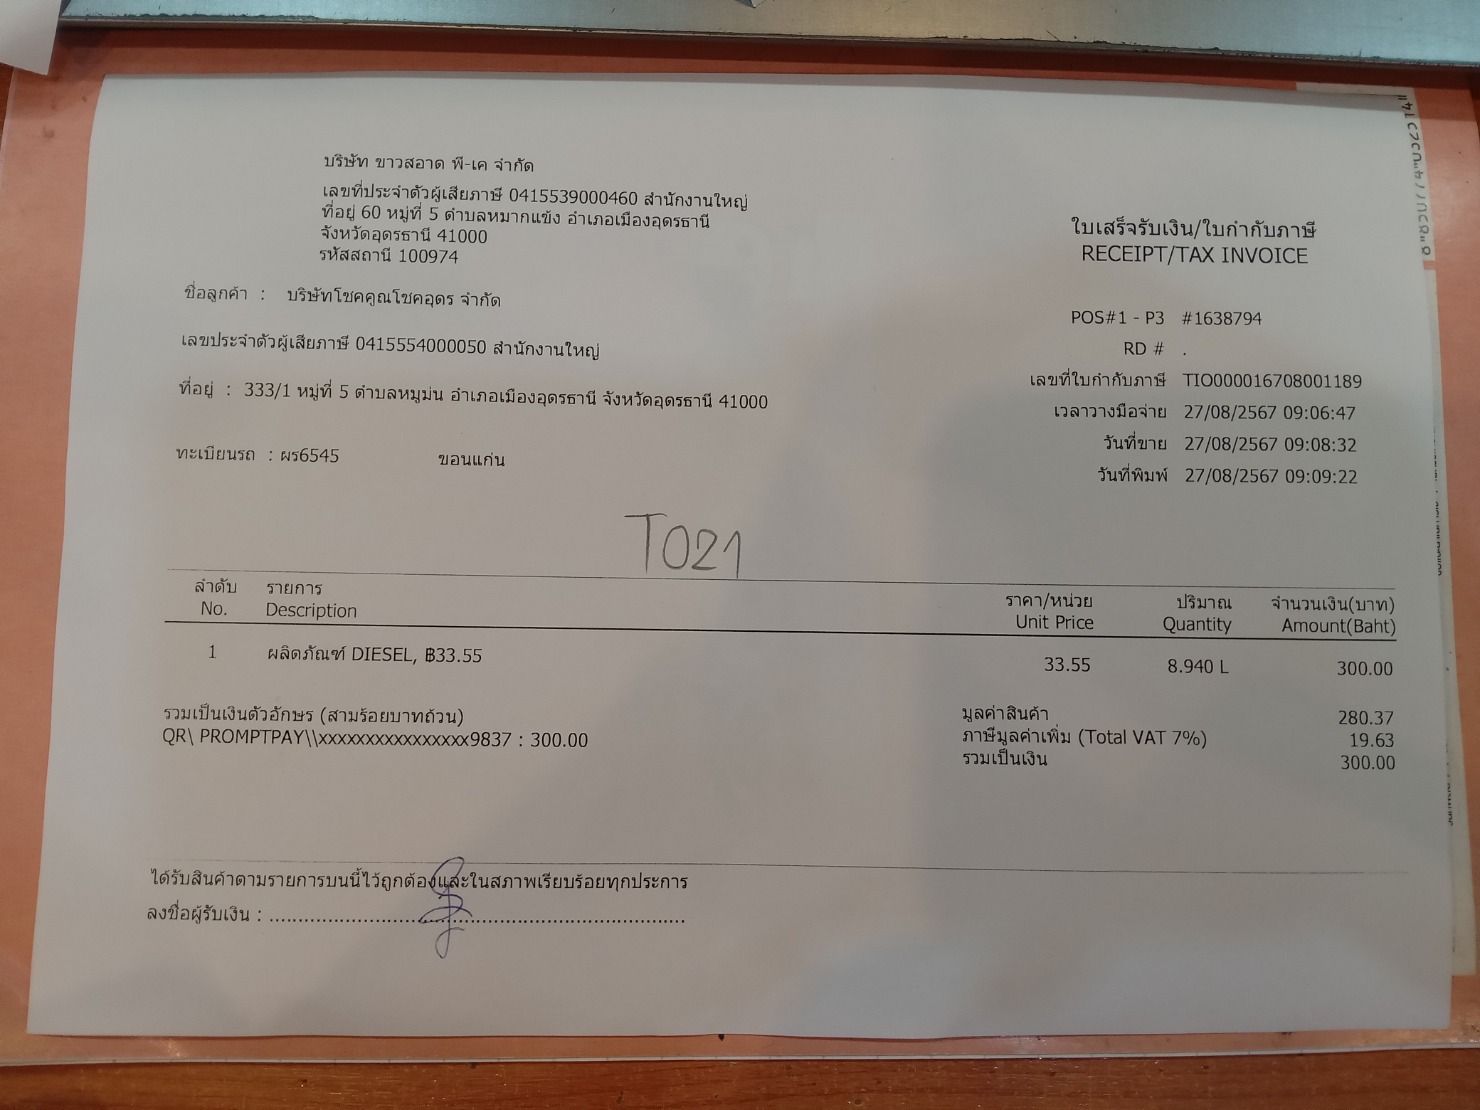 บริษัท ขาวสอาด พี-เค จำกัด
เลขที่ประจำตัวผู้เสียภาษี 0415539000460 สำนักงานใหญ่
ที่อยู่ 60 หมู่ที่ 5 ตำบลหมากแข้ง อำเภอเมืองอุดรธานี
จังหวัดอุดรธานี 41000
รหัสสถานี 100974
ใบเสร็จรับเงิน/ใบกำกับภาษี
RECEIPT/TAX INVOICE
ชื่อลูกค้า : บริษัทโชคคูณโชคอุดร จำกัด
เลขประจำตัวผู้เสียภาษี 0415554000050 สำนักงานใหญ่
ที่อยู่ : 333/1 หมู่ที่ 5 ตำบลหมูม่น อำเภอเมืองอุดรธานี จังหวัดอุดรธานี 41000
ทะเบียนรถ : ผร6545 ขอนแก่น
POS#1 - P3 #1638794
RD # .
เลขที่ใบกำกับภาษี TIO000016708001189
เวลาวางมือจ่าย 27/08/2567 09:06:47
วันที่ขาย 27/08/2567 09:08:32
วันที่พิมพ์ 27/08/2567 09:09:22
T021
ลำดับ รายการ ราคา/หน่วย ปริมาณ จำนวนเงิน(บาท)
No. Description Unit Price Quantity Amount(Baht)
1 ผลิตภัณฑ์ DIESEL, ฿33.55 33.55 8.940 L 300.00
รวมเป็นเงินตัวอักษร (สามร้อยบาทถ้วน)
QR\ PROMPTPAY\\xxxxxxxxxxxxxxxx9837 : 300.00
มูลค่าสินค้า 280.37
ภาษีมูลค่าเพิ่ม (Total VAT 7%) 19.63
รวมเป็นเงิน 300.00
ได้รับสินค้าตามรายการบนนี้ไว้ถูกต้องและในสภาพเรียบร้อยทุกประการ
ลงชื่อผู้รับเงิน : ........................................................................